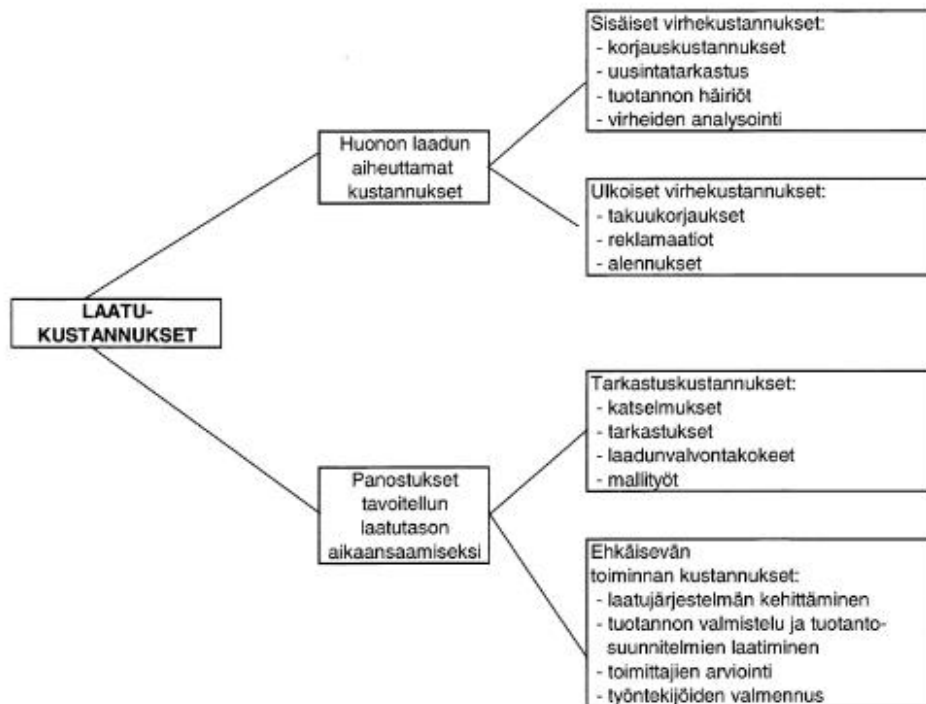 Sisäiset virhekustannukset:
- korjauskustannukset
- uusintatarkastus
- tuotannon häiriöt
- virheiden analysointi
Huonon laadun
aiheuttamat
kustannukset
Ulkoiset virhekustannukset:
- takuukorjaukset
- reklamaatiot
- alennukset
LAATU-
KUSTANNUKSET
Tarkastuskustannukset:
- katselmukset
- tarkastukset
- laadunvalvontakokeet
- mallityöt
Panostukset
tavoitellun
laatutason
aikaansaamiseksi
Ehkäisevän
toiminnan kustannukset:
- laatujärjestelmän kehittäminen
- tuotannon valmistelu ja tuotanto-
suunnitelmien laatiminen
- toimittajien arviointi
- työntekijöiden valmennus